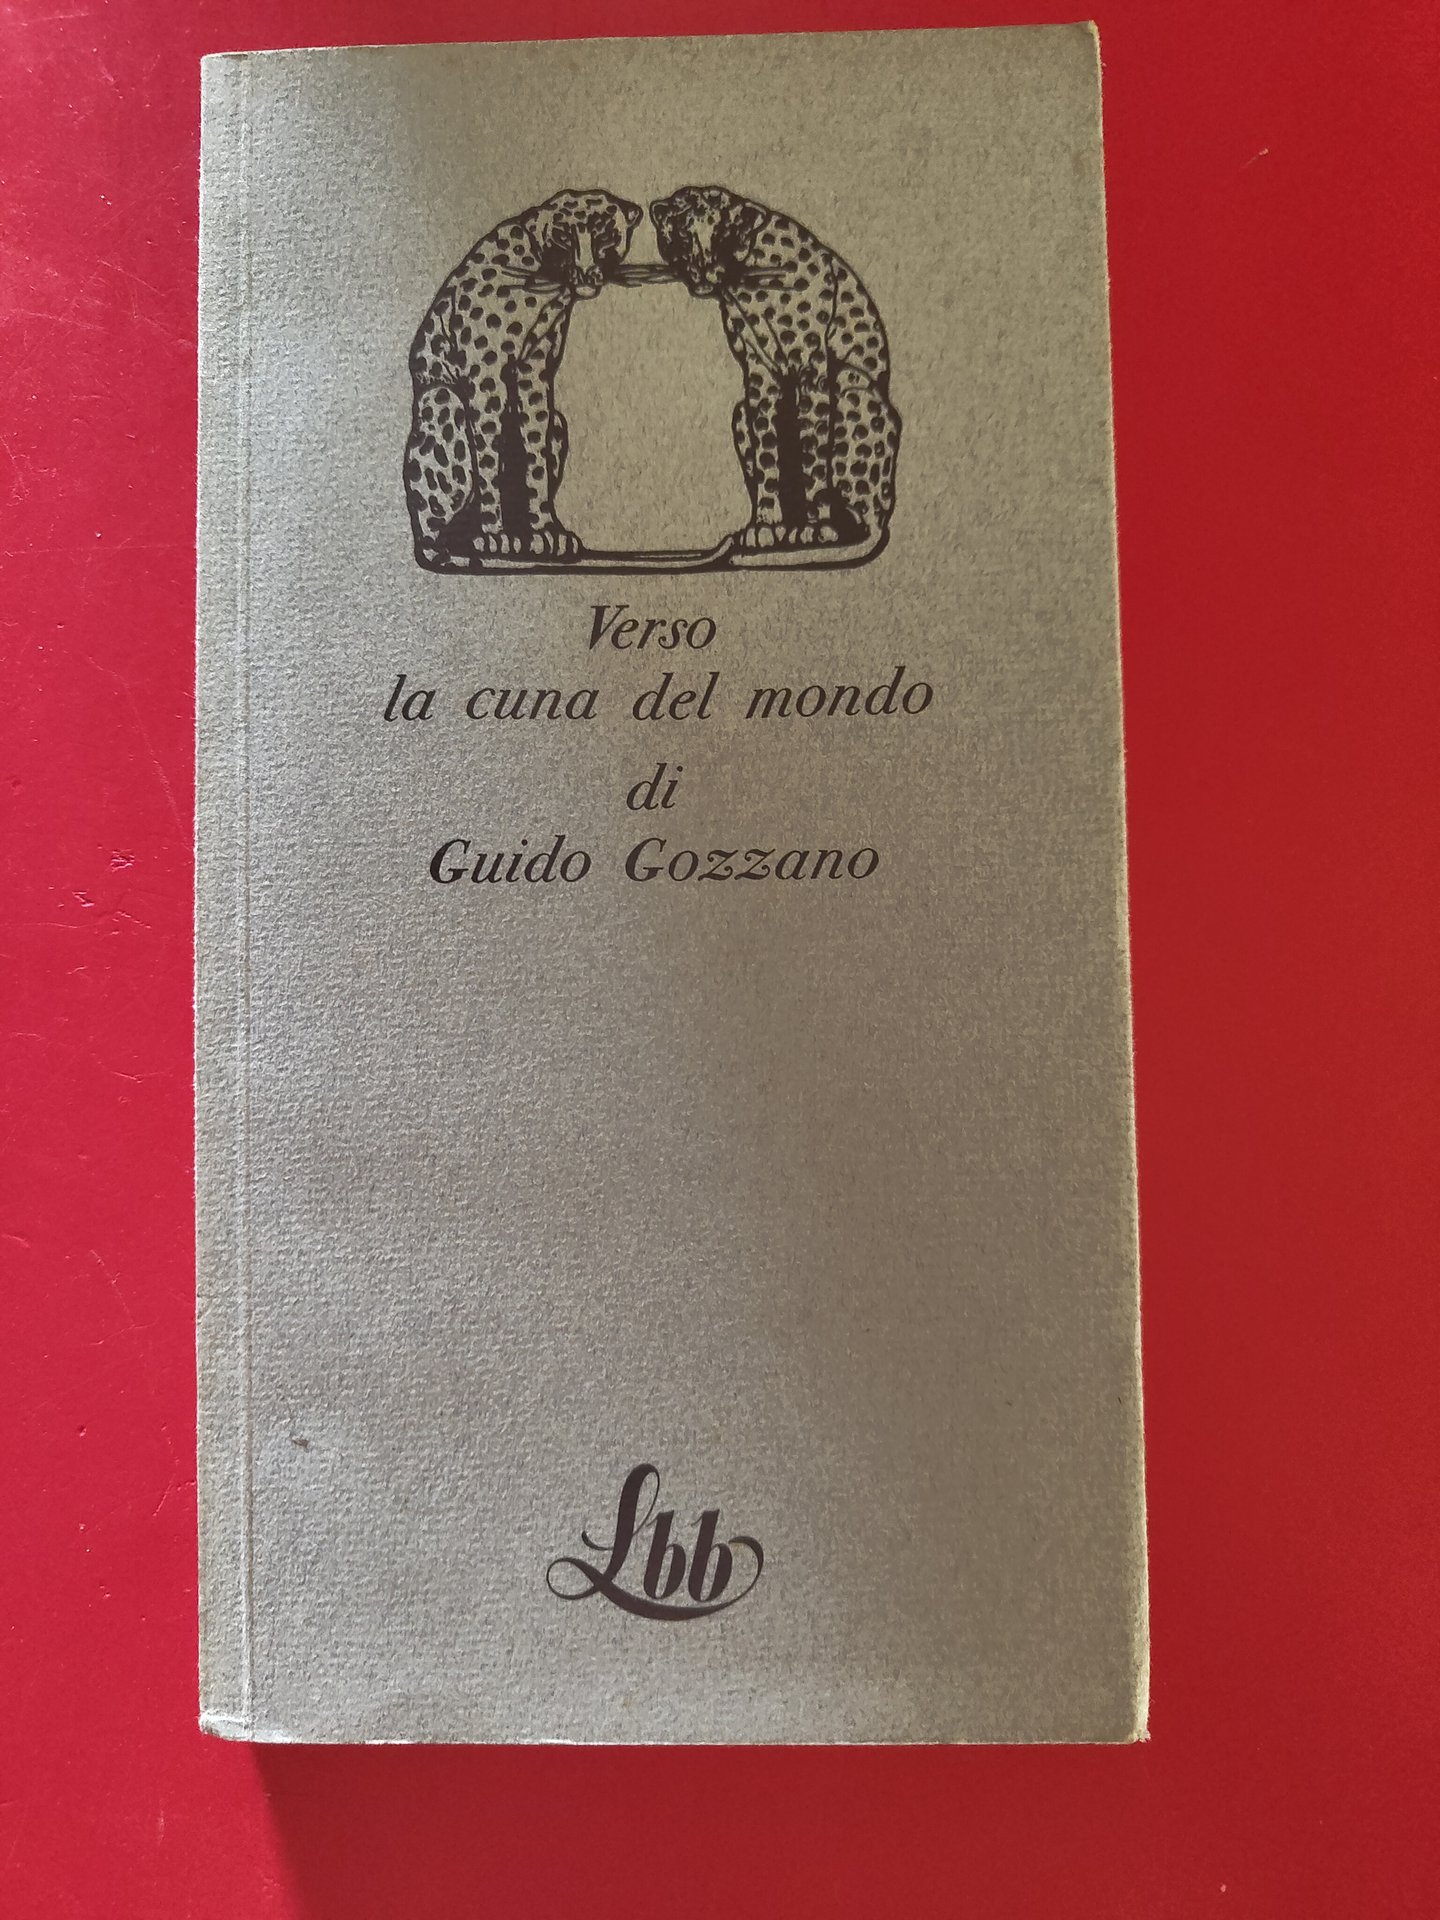 Verso
la cuna del mondo
di
Guido Gozzano
Lbb